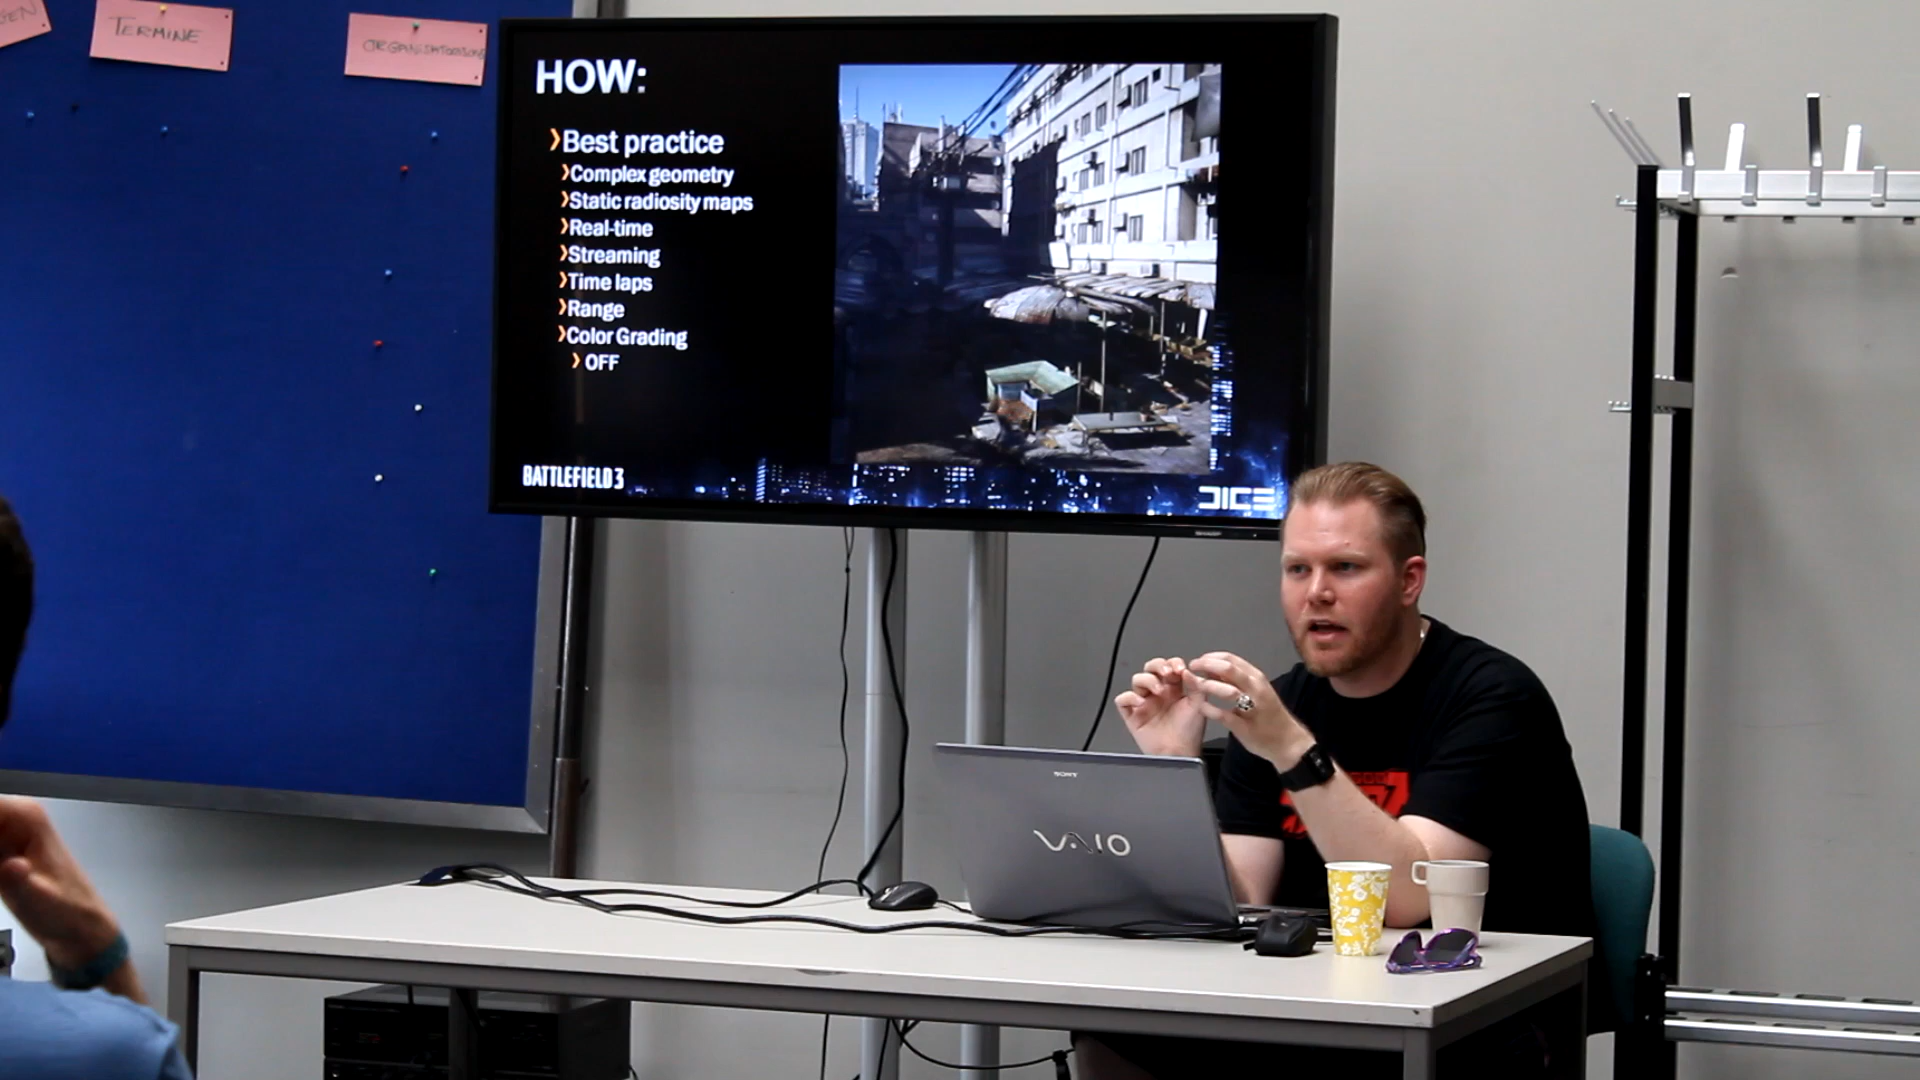 TERMINE
HOW:
Best practice
Complex geometry
Static radiosity maps
Real-time
Streaming
Time laps
Range
Color Grading
OFF
BATTLEFIELD 3
DICE
SONY
VAIO